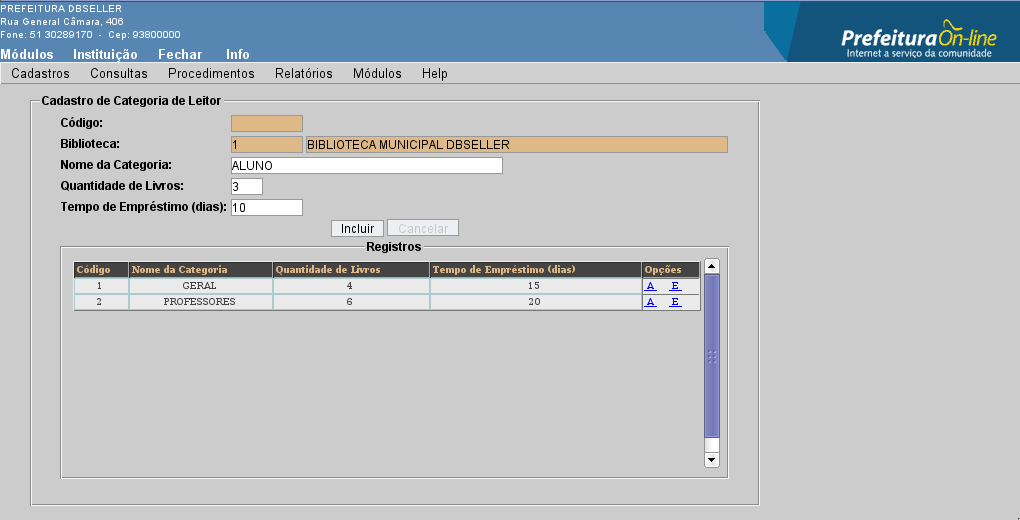 PREFEITURA DBSELLER
Rua General Câmara, 406
Fone: 51 30289170 - Cep: 93800000
Módulos Instituição Fechar Info
PrefeituraOn-line
Internet a serviço da comunidade
Cadastros Consultas Procedimentos Relatórios Módulos Help
Cadastro de Categoria de Leitor
Código:
Biblioteca: 1 BIBLIOTECA MUNICIPAL DBSELLER
Nome da Categoria: ALUNO
Quantidade de Livros: 3
Tempo de Empréstimo (dias): 10
Incluir Cancelar
Registros
Código Nome da Categoria Quantidade de Livros Tempo de Empréstimo (dias) Opções
1 GERAL 4 15 A E
2 PROFESSORES 6 20 A E